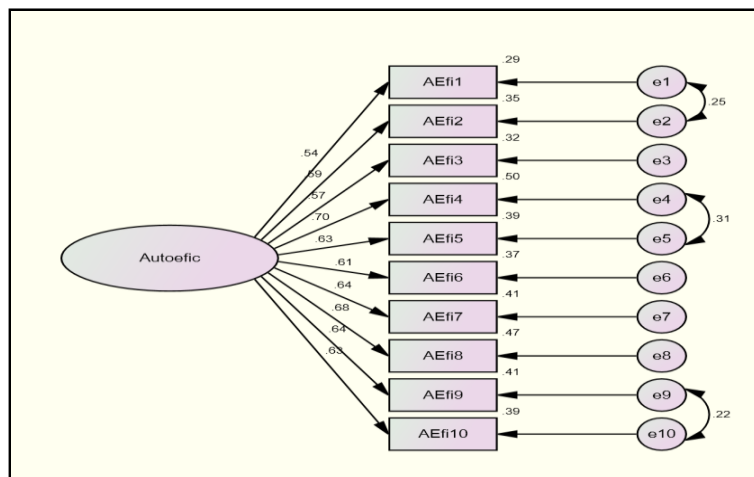 .29
AEfi1
e1
.35
.25
AEfi2
e2
.32
.54
AEfi3
e3
.59
.50
.57
AEfi4
e4
.70
.39
.31
.63
AEfi5
e5
Autoefic
.37
.61
AEfi6
e6
.64
.41
AEfi7
e7
.68
.47
.64
AEfi8
e8
.63
.41
AEfi9
e9
.39
.22
AEfi10
e10